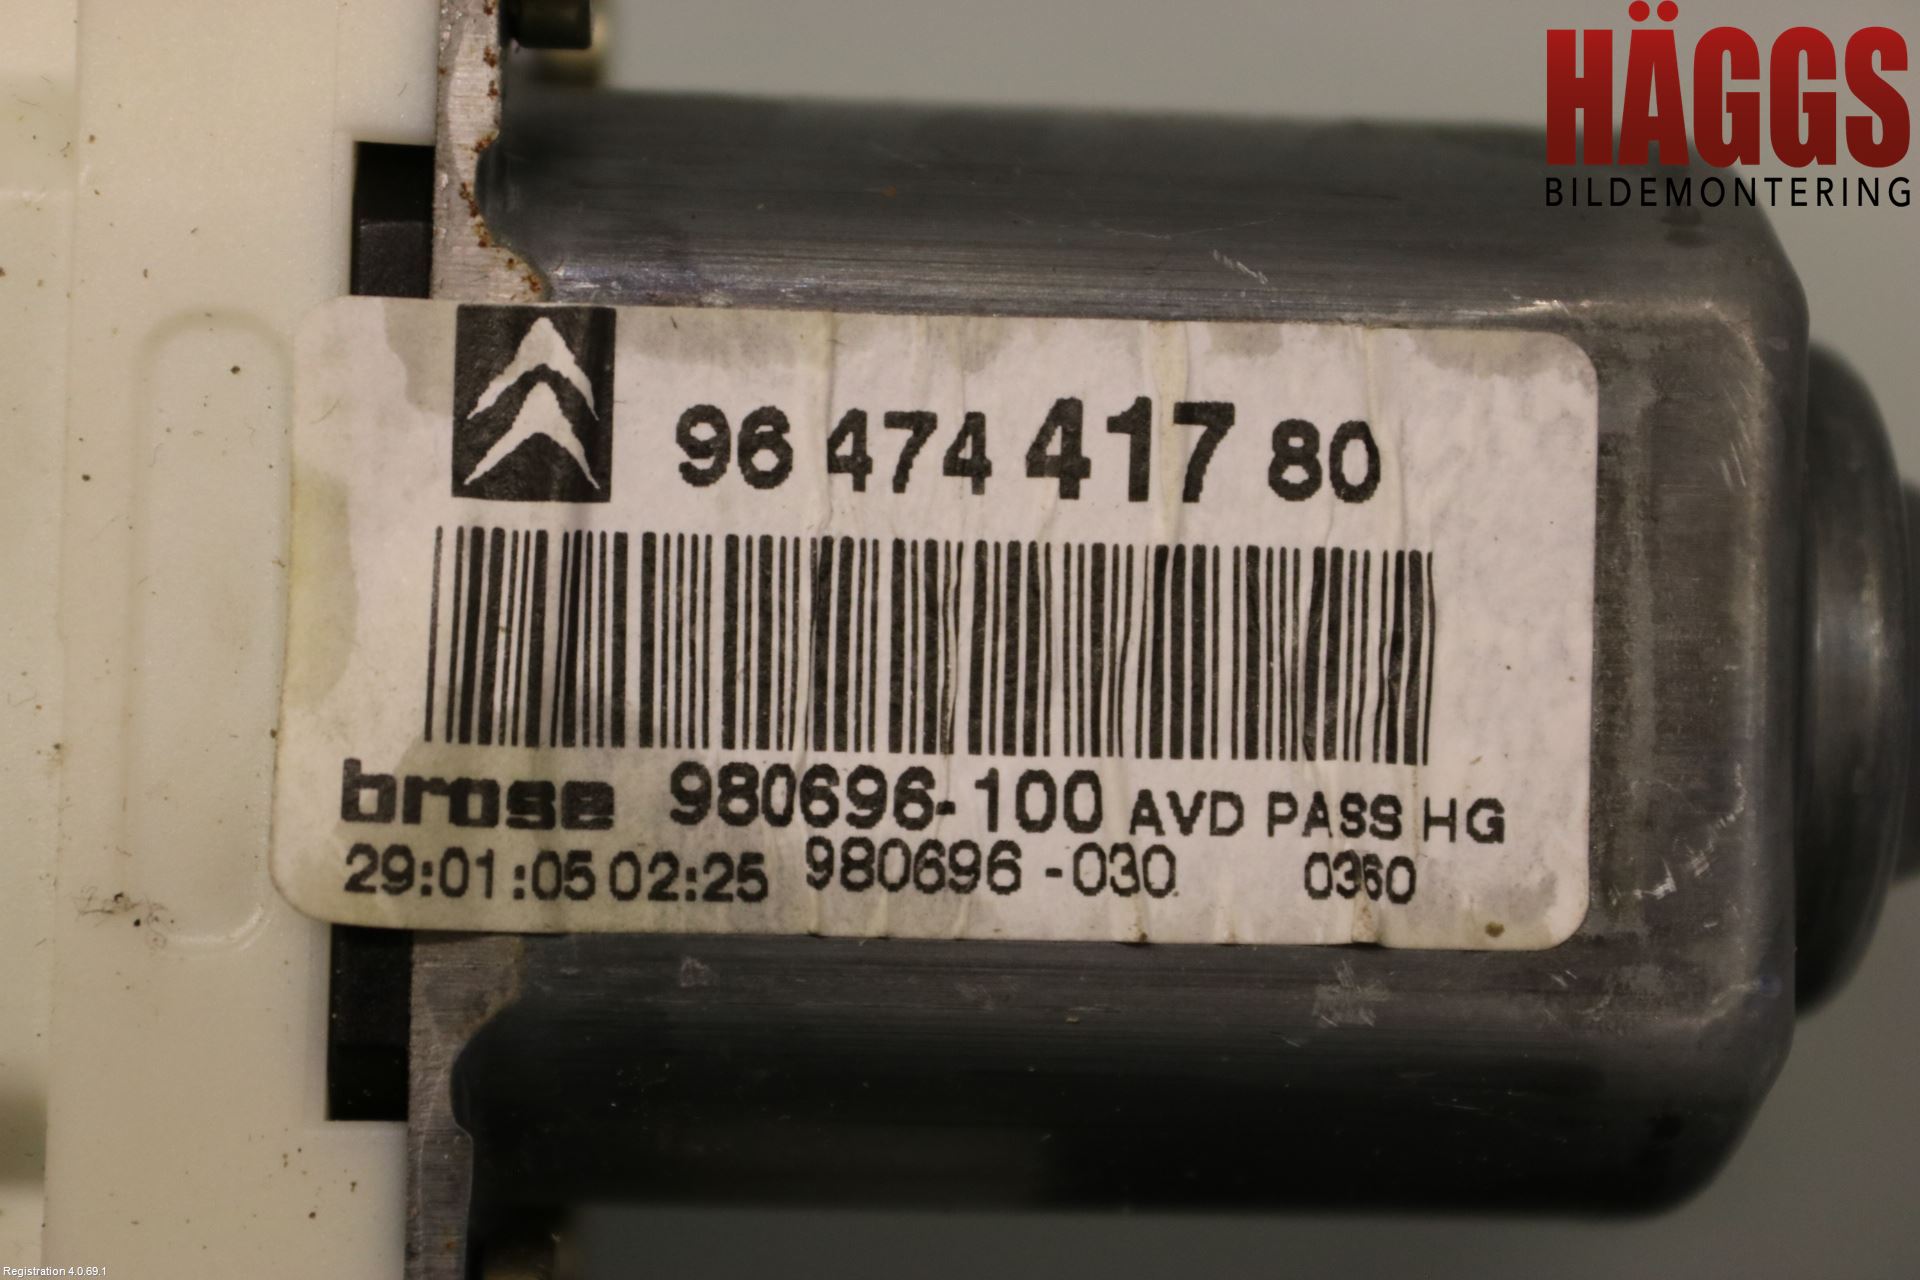 HÄGGS
BILDEMONTERING
96 474 417 80
brose 980696-100 AVD PASS HG
29:01:05 02:25 980696-030 0360
Registration 4.0.69.1